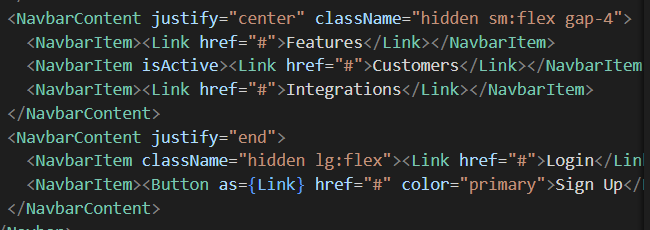 <NavbarContent justify="center" className="hidden sm:flex gap-4">
<NavbarItem><Link href="#">Features</Link></NavbarItem>
<NavbarItem isActive><Link href="#">Customers</Link></NavbarItem
<NavbarItem><Link href="#">Integrations</Link></NavbarItem>
</NavbarContent>
<NavbarContent justify="end">
<NavbarItem className="hidden lg:flex"><Link href="#">Login</Lin
<NavbarItem><Button as={Link} href="#" color="primary">Sign Up</
</NavbarContent>
</Navbar>